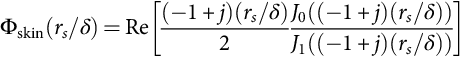 Φ_skin(r_s/δ) = Re[ (−1+j)(r_s/δ) / 2 · J_0((−1+j)(r_s/δ)) / J_1((−1+j)(r_s/δ)) ]